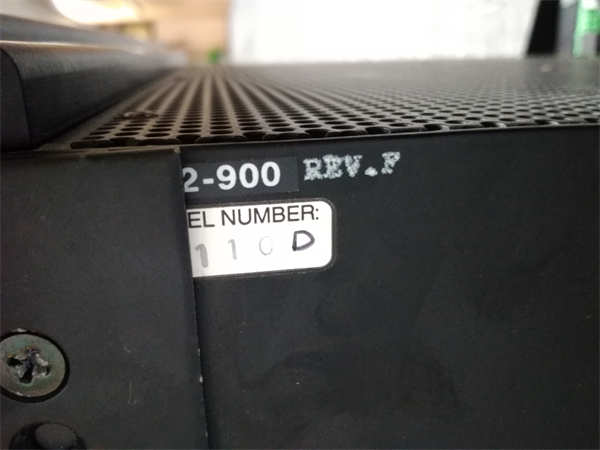 2-900 REV.F
EL NUMBER:
110D